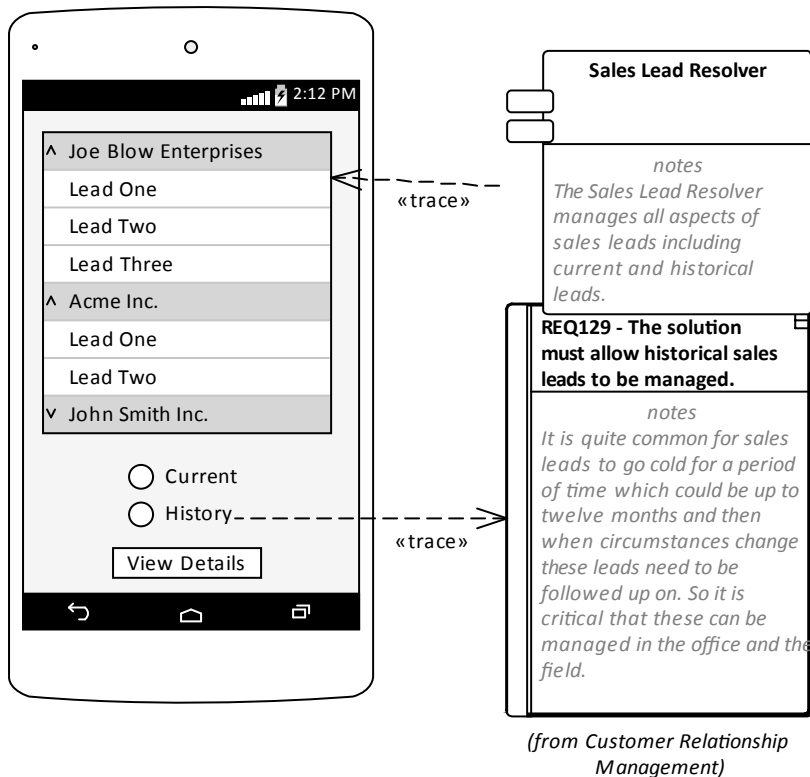 2:12 PM
Joe Blow Enterprises
Lead One
Lead Two
Lead Three
Acme Inc.
Lead One
Lead Two
John Smith Inc.
Current
History
View Details
«trace»
«trace»
Sales Lead Resolver
notes
The Sales Lead Resolver
manages all aspects of
sales leads including
current and historical
leads.
REQ129 - The solution
must allow historical sales
leads to be managed.
notes
It is quite common for sales
leads to go cold for a period
of time which could be up to
twelve months and then
when circumstances change
these leads need to be
followed up on. So it is
critical that these can be
managed in the office and the
field.
(from Customer Relationship
Management)